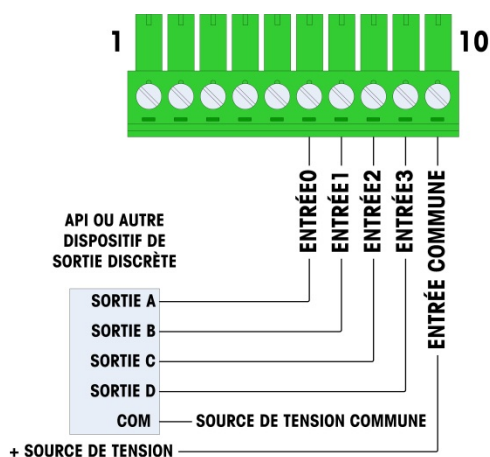 1
10
ENTRÉE0
ENTRÉE1
ENTRÉE2
ENTRÉE3
ENTRÉE COMMUNE
API OU AUTRE
DISPOSITIF DE
SORTIE DISCRÈTE
SORTIE A
SORTIE B
SORTIE C
SORTIE D
COM
SOURCE DE TENSION COMMUNE
+ SOURCE DE TENSION